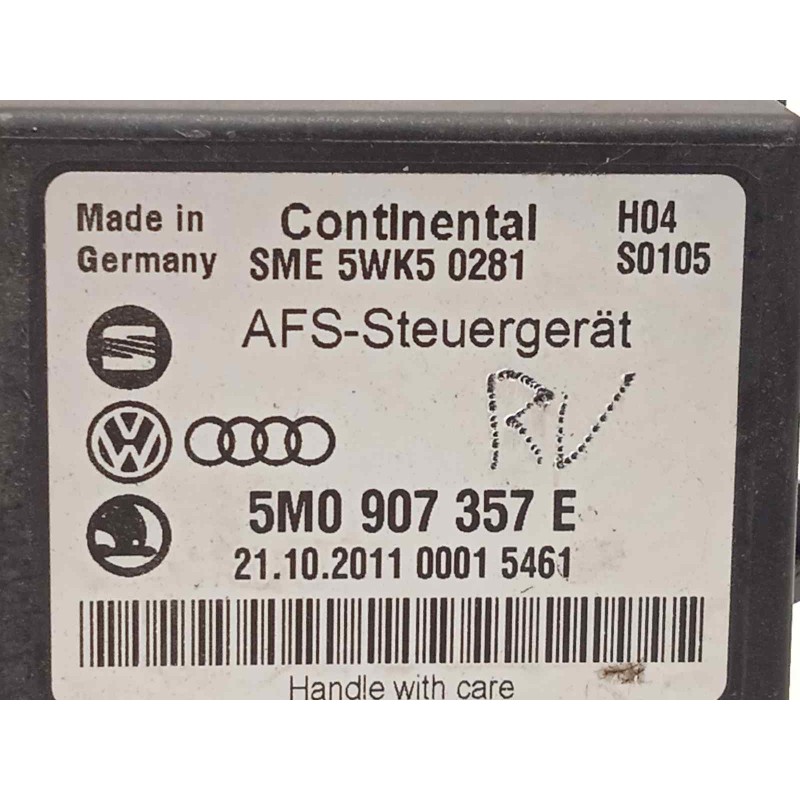 Made in Continental H04
Germany SME 5WK5 0281 S0105
AFS-Steuergerät
RV
5M0 907 357 E
21.10.2011 0001 5461
Handle with care